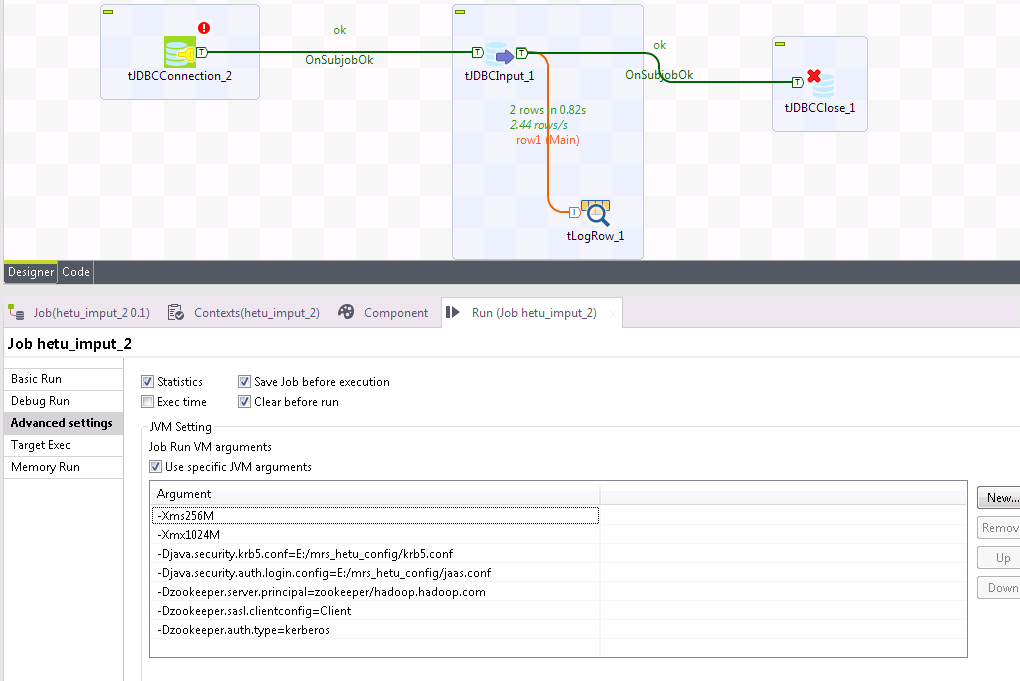 ok
OnSubjobOk
T
tJDBCConnection_2
T
T
tJDBCInput_1
ok
OnSubjobOk
T
tJDBCClose_1
2 rows in 0.82s
2.44 rows/s
row1 (Main)
I
tLogRow_1
Designer
Code
Job(hetu_imput_2 0.1)
Contexts(hetu_imput_2)
Component
Run (Job hetu_imput_2)
Job hetu_imput_2
Basic Run
Debug Run
Advanced settings
Target Exec
Memory Run
Statistics
Save Job before execution
Exec time
Clear before run
JVM Setting
Job Run VM arguments
Use specific JVM arguments
Argument
-Xms256M
-Xmx1024M
-Djava.security.krb5.conf=E:/mrs_hetu_config/krb5.conf
-Djava.security.auth.login.config=E:/mrs_hetu_config/jaas.conf
-Dzookeeper.server.principal=zookeeper/hadoop.hadoop.com
-Dzookeeper.sasl.clientconfig=Client
-Dzookeeper.auth.type=kerberos
New...
Remov
Up
Down